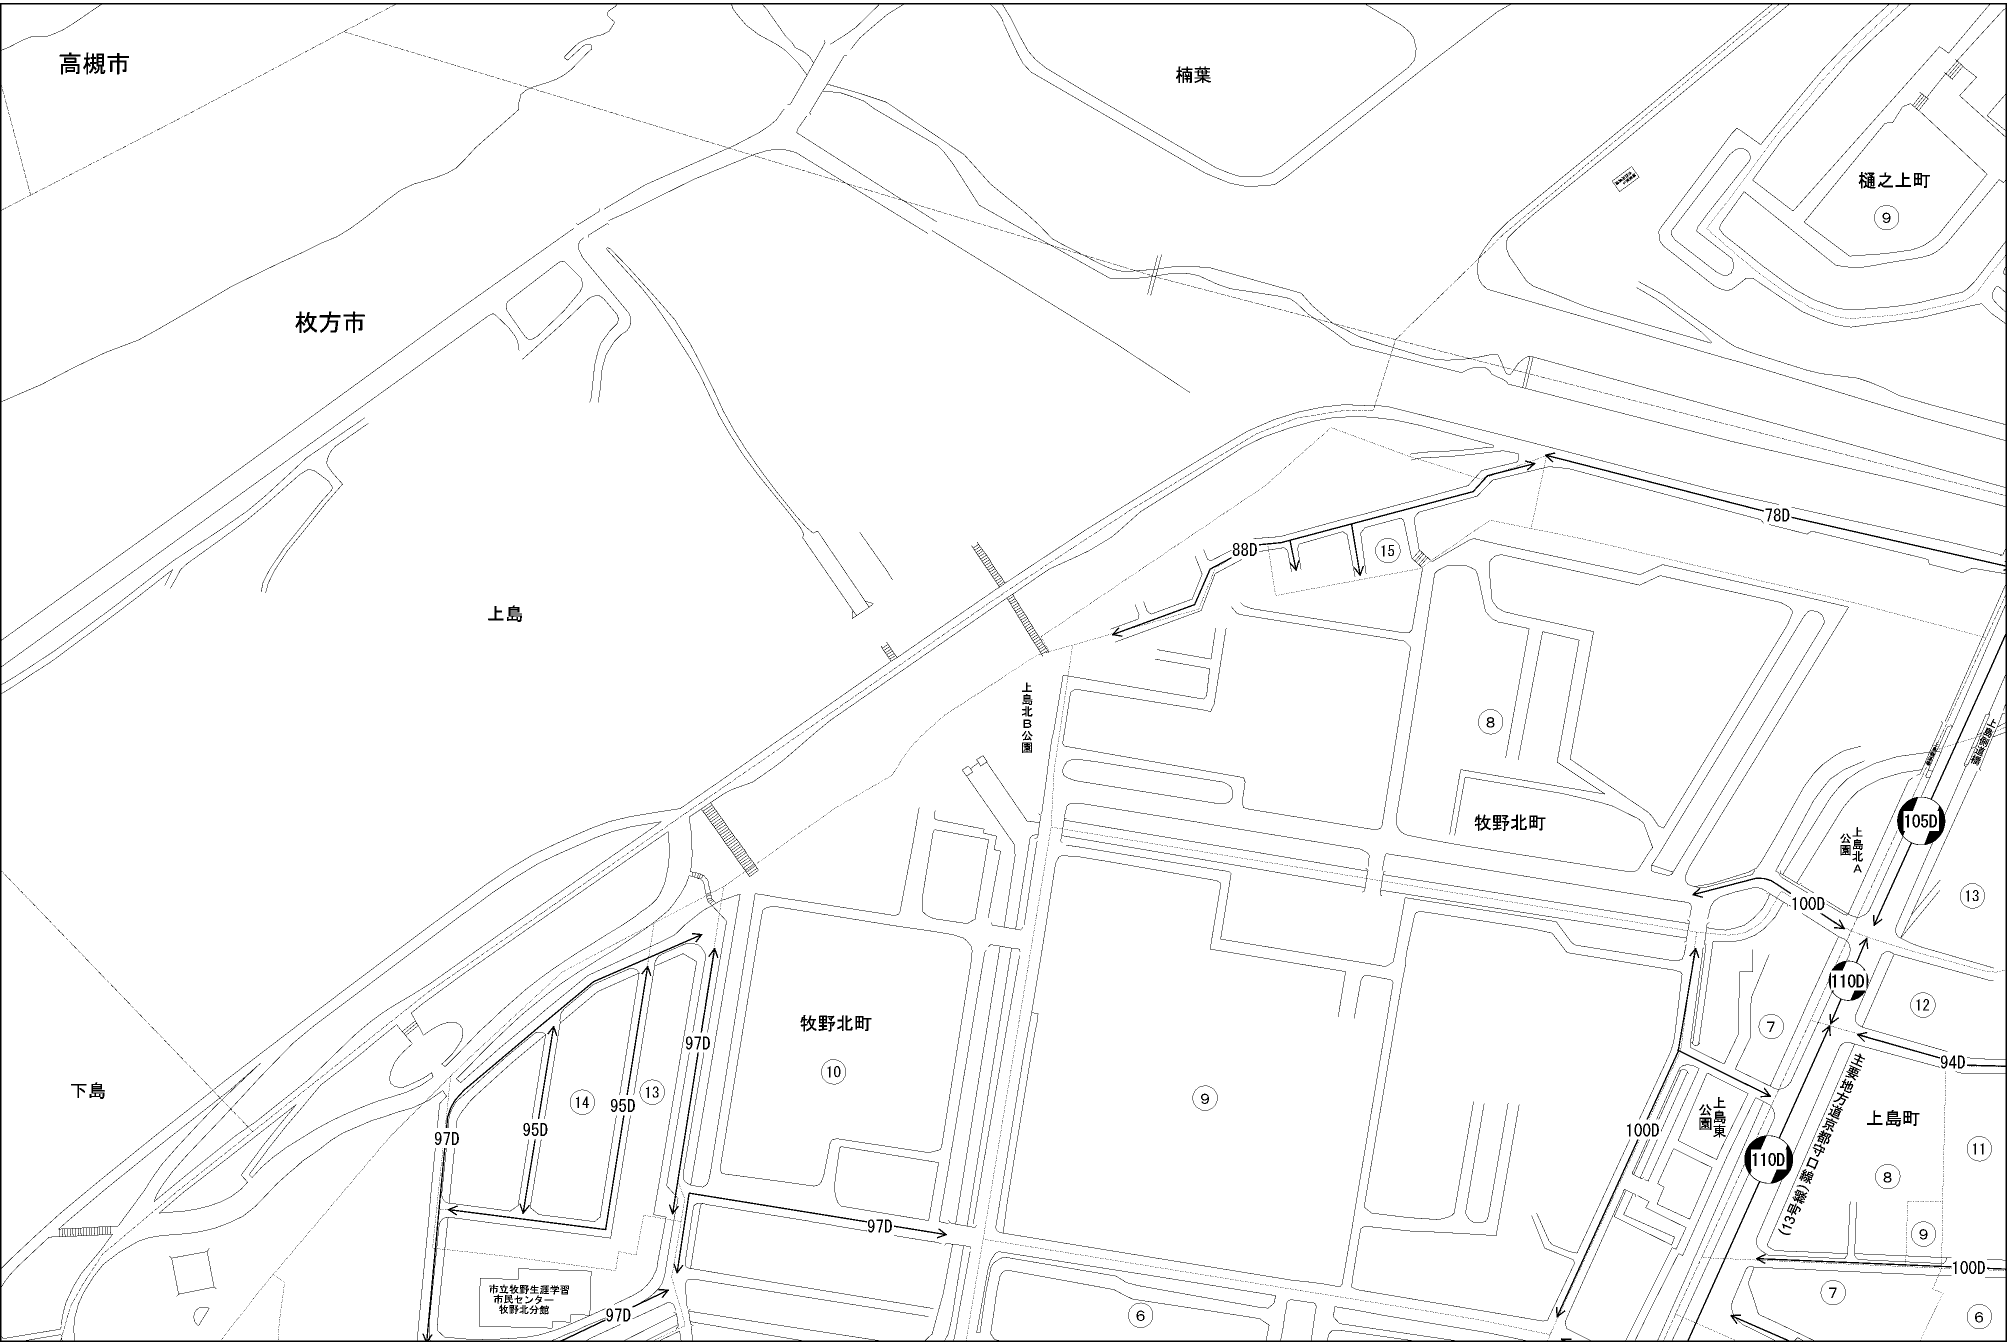 高槻市
楠葉
樋之上町
9
枚方市
上島
78D
88D
15
上島北B公園
8
牧野北町
上島側道橋
105D
上島北A
公園
100D
13
110D
12
7
牧野北町
10
97D
9
94D
主要地方道京都守口線(13号線)
上島町
11
8
9
100D
下島
14
95D
13
95D
97D
100D
上島東
公園
110D
97D
市立牧野生涯学習
市民センター
牧野北分館
97D
6
7
6